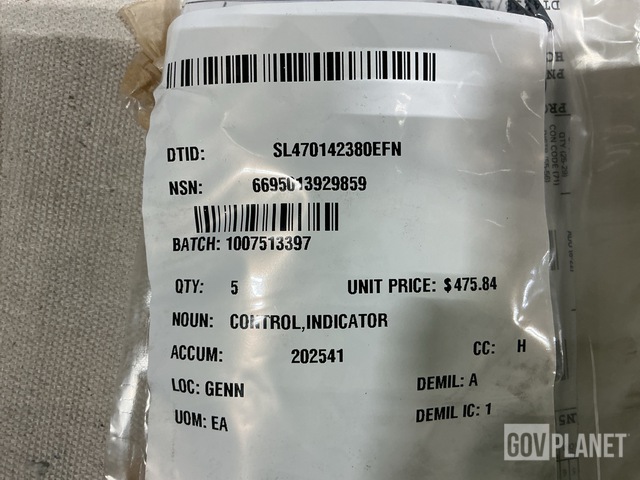 DTID: SL470142380EFN
NSN: 6695013929859
BATCH: 1007513397
QTY: 5 UNIT PRICE: $475.84
NOUN: CONTROL,INDICATOR
ACCUM: 202541 CC: H
LOC: GENN DEMIL: A
UOM: EA DEMIL IC: 1
GOVPLANET